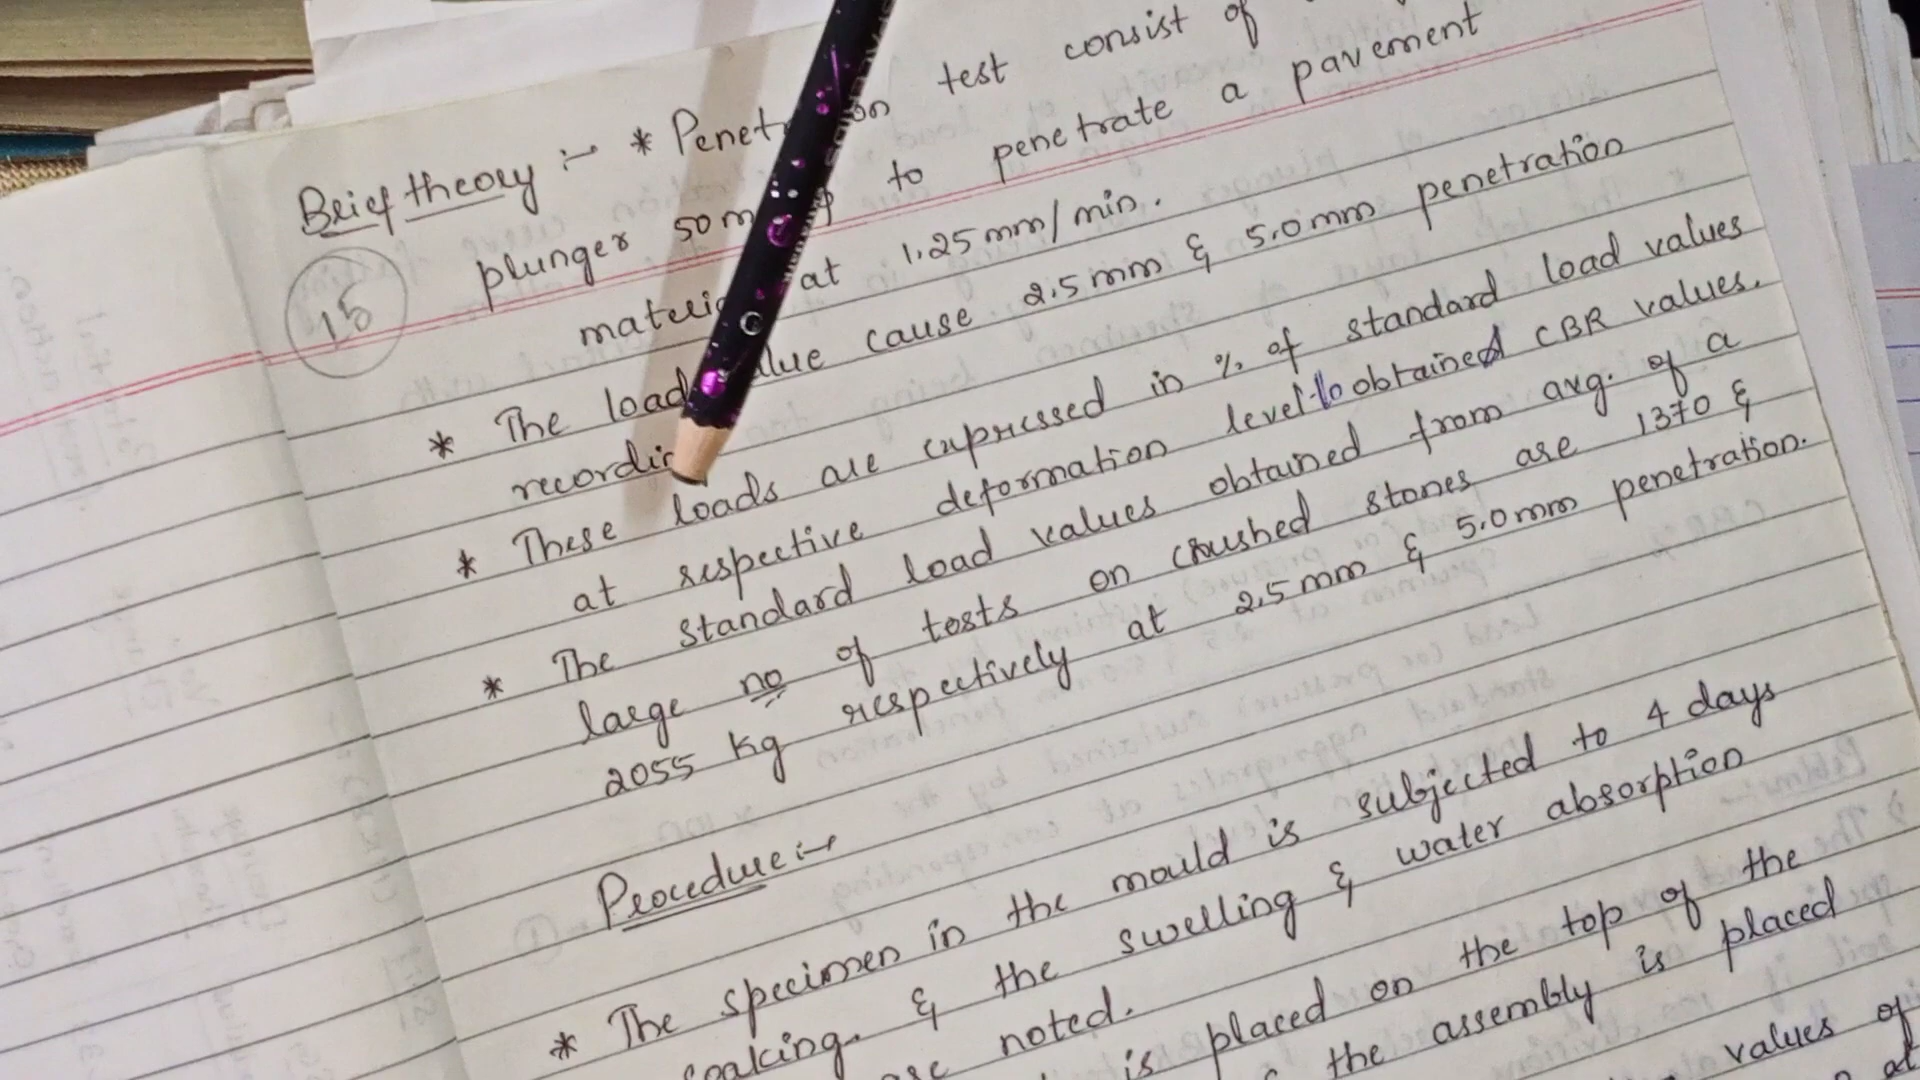 Brief theory :- * Penet on test consist of
15
plunger 50 m to penetrate a pavement
at 1.25 mm/min.
* The load cause 2.5 mm & 5.0 mm penetration
* These loads are expressed in % of standard load values
at respective deformation level to obtained CBR values.
* The standard load values obtained from avg. of a
large no of tests on crushed stones are 1370 &
2055 kg respectively at 2.5 mm & 5.0 mm penetration.
Procedure :-
* The specimen in the mould is subjected to 4 days
soaking & the swelling & water absorption
noted.
is placed on the top of the
the assembly is placed
values of
at